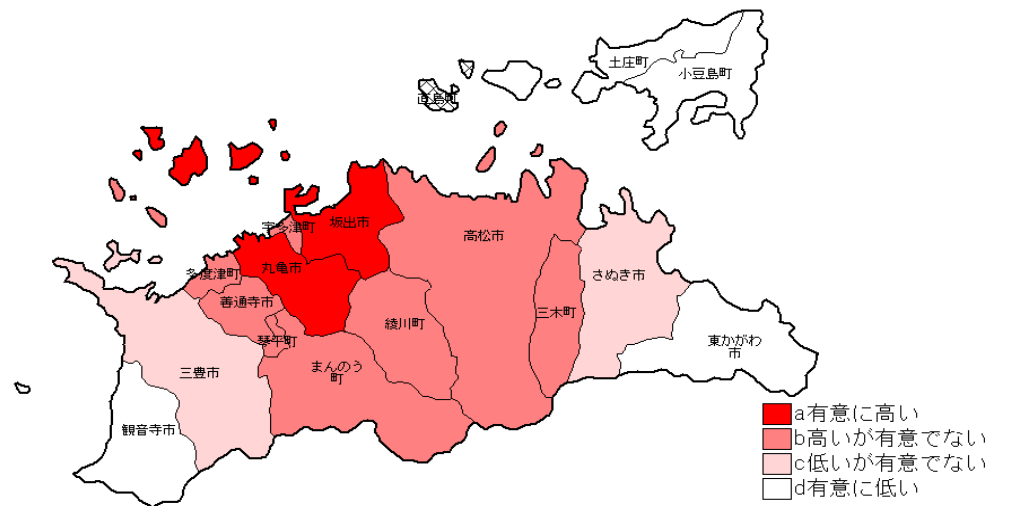 土庄町
小豆島町
直島町
宇多津町
坂出市
高松市
丸亀市
多度津町
さぬき市
善通寺市
三木町
綾川町
琴平町
東かがわ
市
まんのう
町
三豊市
観音寺市
a有意に高い
b高いが有意でない
c低いが有意でない
d有意に低い